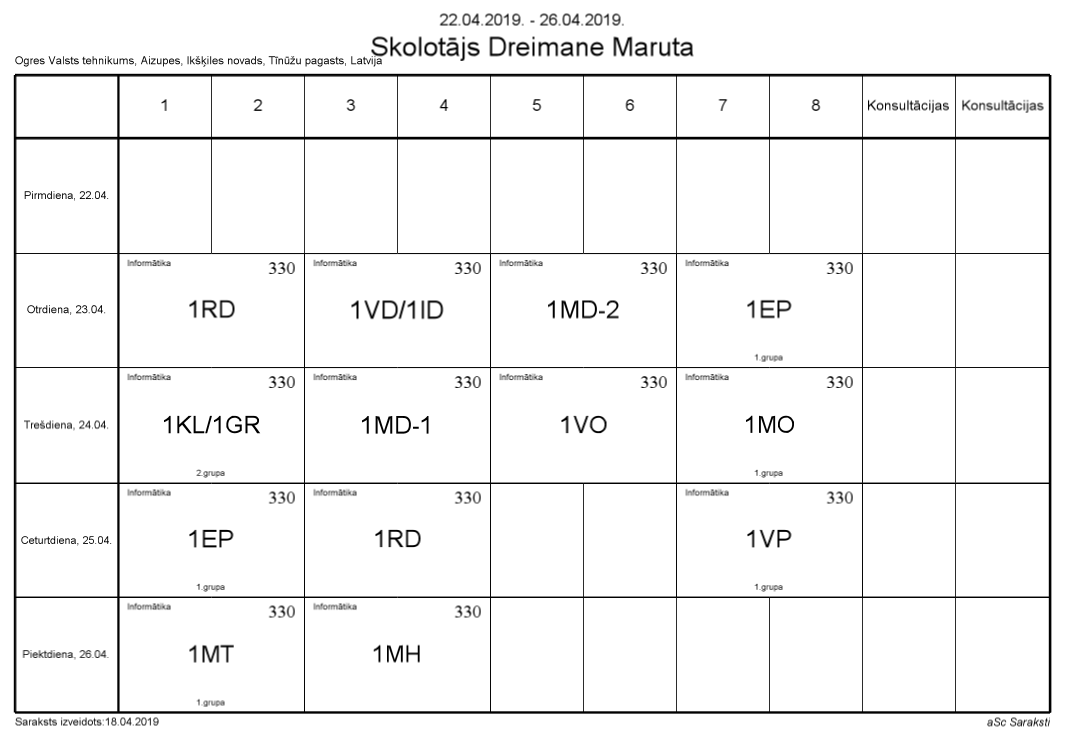 22.04.2019. - 26.04.2019.
Skolotājs Dreimane Maruta
Ogres Valsts tehnikums, Aizupes, Ikšķiles novads, Tīnūžu pagasts, Latvija
1 2 3 4 5 6 7 8 Konsultācijas Konsultācijas
Pirmdiena, 22.04.
Informātika 330 Informātika 330 Informātika 330 Informātika 330
Otrdiena, 23.04. 1RD 1VD/1ID 1MD-2 1EP
1.grupa
Informātika 330 Informātika 330 Informātika 330 Informātika 330
Trešdiena, 24.04. 1KL/1GR 1MD-1 1VO 1MO
2.grupa 1.grupa
Informātika 330 Informātika 330 Informātika 330
Ceturtdiena, 25.04. 1EP 1RD 1VP
1.grupa 1.grupa
Informātika 330 Informātika 330
Piektdiena, 26.04. 1MT 1MH
1.grupa
Saraksts izveidots:18.04.2019 aSc Saraksti